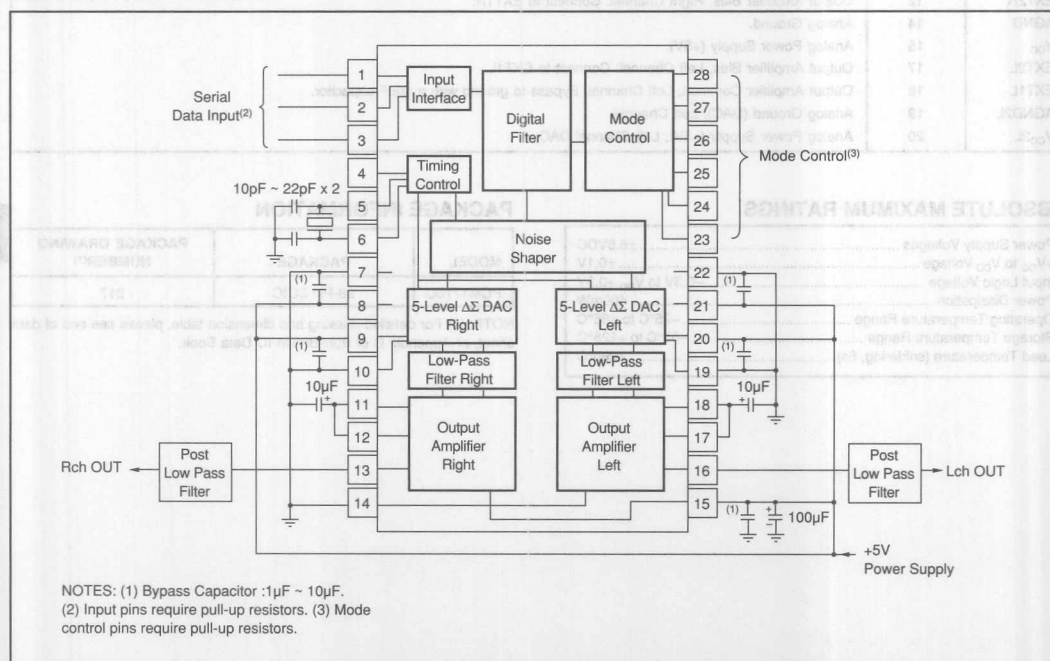 1
2
3
4
5
6
7
8
9
10
11
12
13
14
28
27
26
25
24
23
22
21
20
19
18
17
16
15
Serial
Data Input(2)
Input
Interface
Digital
Filter
Mode
Control
Mode Control(3)
Timing
Control
10pF ~ 22pF x 2
Noise
Shaper
(1)
(1)
5-Level ΔΣ DAC
Right
5-Level ΔΣ DAC
Left
(1)
(1)
Low-Pass
Filter Right
Low-Pass
Filter Left
10µF
+
10µF
+
Output
Amplifier
Right
Output
Amplifier
Left
Rch OUT
Post
Low Pass
Filter
Post
Low Pass
Filter
Lch OUT
(1)
+
–
100µF
+5V
Power Supply
NOTES: (1) Bypass Capacitor :1µF ~ 10µF.
(2) Input pins require pull-up resistors. (3) Mode
control pins require pull-up resistors.